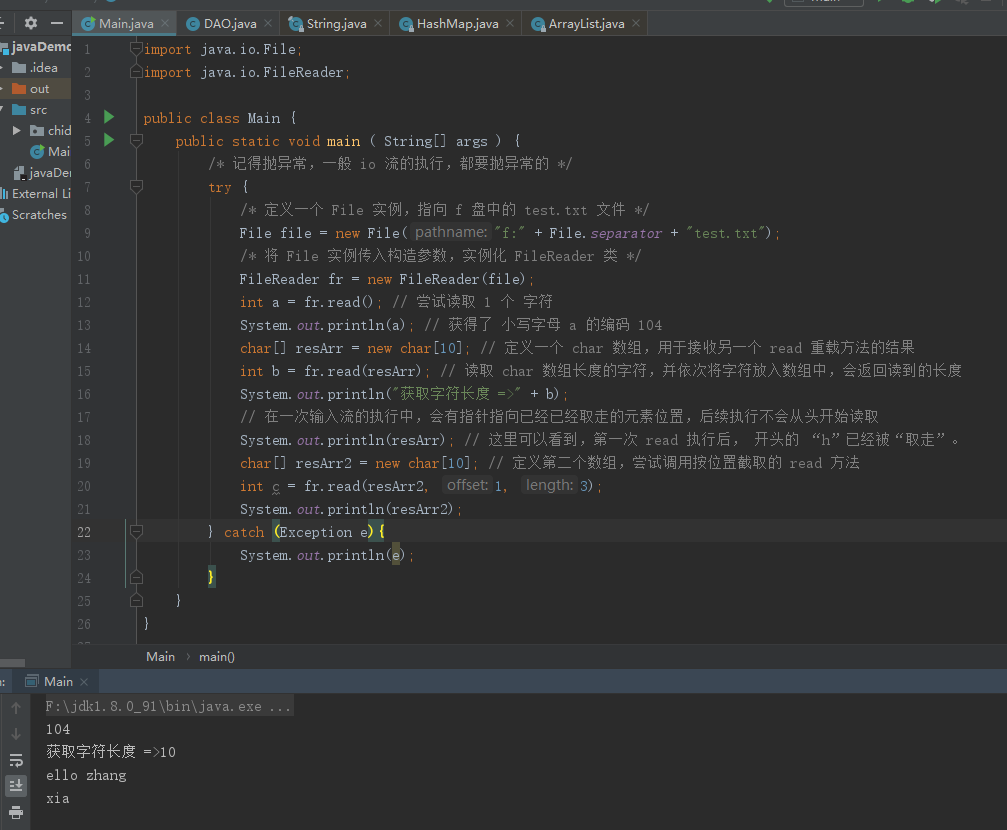 Main.java
DAO.java
String.java
HashMap.java
ArrayList.java
javaDemo
.idea
out
src
chid
Mai
javaDer
External Li
Scratches
1 import java.io.File;
2 import java.io.FileReader;
3
4 public class Main {
5 public static void main ( String[] args ) {
6 /* 记得抛异常，一般 io 流的执行，都要抛异常的 */
7 try {
8 /* 定义一个 File 实例，指向 f 盘中的 test.txt 文件 */
9 File file = new File( pathname: "f:" + File.separator + "test.txt");
10 /* 将 File 实例传入构造参数，实例化 FileReader 类 */
11 FileReader fr = new FileReader(file);
12 int a = fr.read(); // 尝试读取 1 个 字符
13 System.out.println(a); // 获得了 小写字母 a 的编码 104
14 char[] resArr = new char[10]; // 定义一个 char 数组，用于接收另一个 read 重载方法的结果
15 int b = fr.read(resArr); // 读取 char 数组长度的字符，并依次将字符放入数组中，会返回读到的长度
16 System.out.println("获取字符长度 =>" + b);
17 // 在一次输入流的执行中，会有指针指向已经已经取走的元素位置，后续执行不会从头开始读取
18 System.out.println(resArr); // 这里可以看到，第一次 read 执行后， 开头的 “h”已经被“取走”。
19 char[] resArr2 = new char[10]; // 定义第二个数组，尝试调用按位置截取的 read 方法
20 int c = fr.read(resArr2, offset: 1, length: 3);
21 System.out.println(resArr2);
22 } catch (Exception e) {
23 System.out.println(e);
24 }
25 }
26 }
Main > main()
Main
F:\jdk1.8.0_91\bin\java.exe ...
104
获取字符长度 =>10
ello zhang
xia